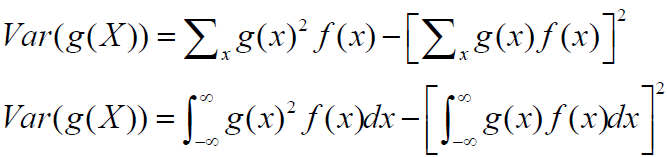 Var(g(X)) = ∑ₓ g(x)² f(x) − [∑ₓ g(x) f(x)]²
Var(g(X)) = ∫_{−∞}^{∞} g(x)² f(x)dx − [∫_{−∞}^{∞} g(x) f(x)dx]²